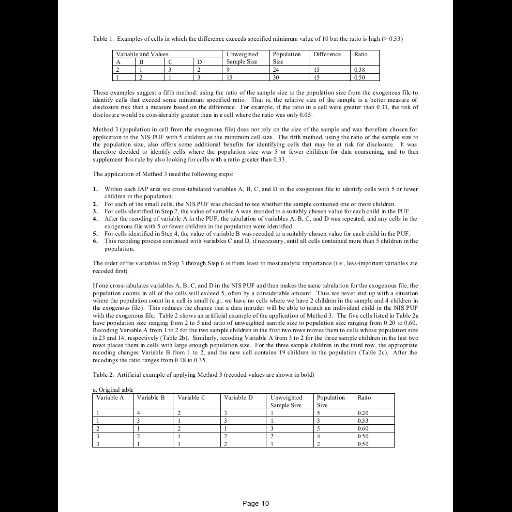 Table 1. Examples of cells in which the difference exceeds specified minimum value of 10 but the ratio is high (> 0.33)
Variable and Values Unweighted Population Difference Ratio
A B C D Sample Size Size
2 1 3 2 9 24 15 0.38
1 2 1 3 15 30 15 0.50
These examples suggest a fifth method: using the ratio of the sample size to the population size from the exogenous file to
identify cells that exceed some minimum specified ratio. That is, the relative size of the sample is a better measure of
disclosure risk than a measure based on the difference. For example, if the ratio in a cell were greater than 0.33, the risk of
disclosure would be considerably greater than in a cell where the ratio was only 0.05.
Method 3 (population in cell from the exogenous file) does not rely on the size of the sample and was therefore chosen for
application to the NIS PUF with 5 children as the minimum cell size. The fifth method, using the ratio of the sample size to
the population size, also offers some additional benefits for identifying cells that may be at risk for disclosure. It was
therefore decided to identify cells where the population size was 5 or fewer children for data coarsening, and to then
supplement this rule by also looking for cells with a ratio greater than 0.33.
The application of Method 3 used the following steps:
1. Within each IAP area we cross-tabulated variables A, B, C, and D in the exogenous file to identify cells with 5 or fewer
children in the population.
2. For each of the small cells, the NIS PUF was checked to see whether the sample contained one or more children.
3. For cells identified in Step 2, the value of variable A was recoded to a suitably chosen value for each child in the PUF.
4. After the recoding of variable A in the PUF, the tabulation of variables A, B, C, and D was repeated, and any cells in the
exogenous file with 5 or fewer children in the population were identified.
5. For cells identified in Step 4, the value of variable B was recoded to a suitably chosen value for each child in the PUF.
6. This recoding process continued with variables C and D, if necessary, until all cells contained more than 5 children in the
population.
The order of the variables in Step 3 through Step 6 is from least to most analytic importance (i.e., less-important variables are
recoded first).
If one cross-tabulates variables A, B, C, and D in the NIS PUF and then makes the same tabulation for the exogenous file, the
population counts in all of the cells will exceed 5, often by a considerable amount. Thus we never end up with a situation
where the population count in a cell is small (e.g., we have no cells where we have 2 children in the sample and 4 children in
the exogenous file). This reduces the chance that a data intruder will be able to match an individual child in the NIS PUF
with the exogenous file. Table 2 shows an artificial example of the application of Method 3. The five cells listed in Table 2a
have population size ranging from 2 to 5 and ratio of unweighted sample size to population size ranging from 0.20 to 0.60.
Recoding Variable A from 1 to 2 for the two sample children in the first two rows moves them to cells whose population size
is 23 and 14, respectively (Table 2b). Similarly, recoding Variable A from 3 to 2 for the three sample children in the last two
rows places them in cells with large enough population size. For the three sample children in the third row, the appropriate
recoding changes Variable B from 1 to 2, and the new cell contains 19 children in the population (Table 2c). After the
recodings the ratio ranges from 0.18 to 0.35.
Table 2. Artificial example of applying Method 3 (recoded values are shown in bold)
a. Original table
Variable A Variable B Variable C Variable D Unweighted Population Ratio
Sample Size Size
1 4 2 3 1 5 0.20
1 3 1 3 1 3 0.33
2 1 2 1 3 5 0.60
3 2 1 2 2 4 0.50
3 1 1 2 1 2 0.50
Page 10